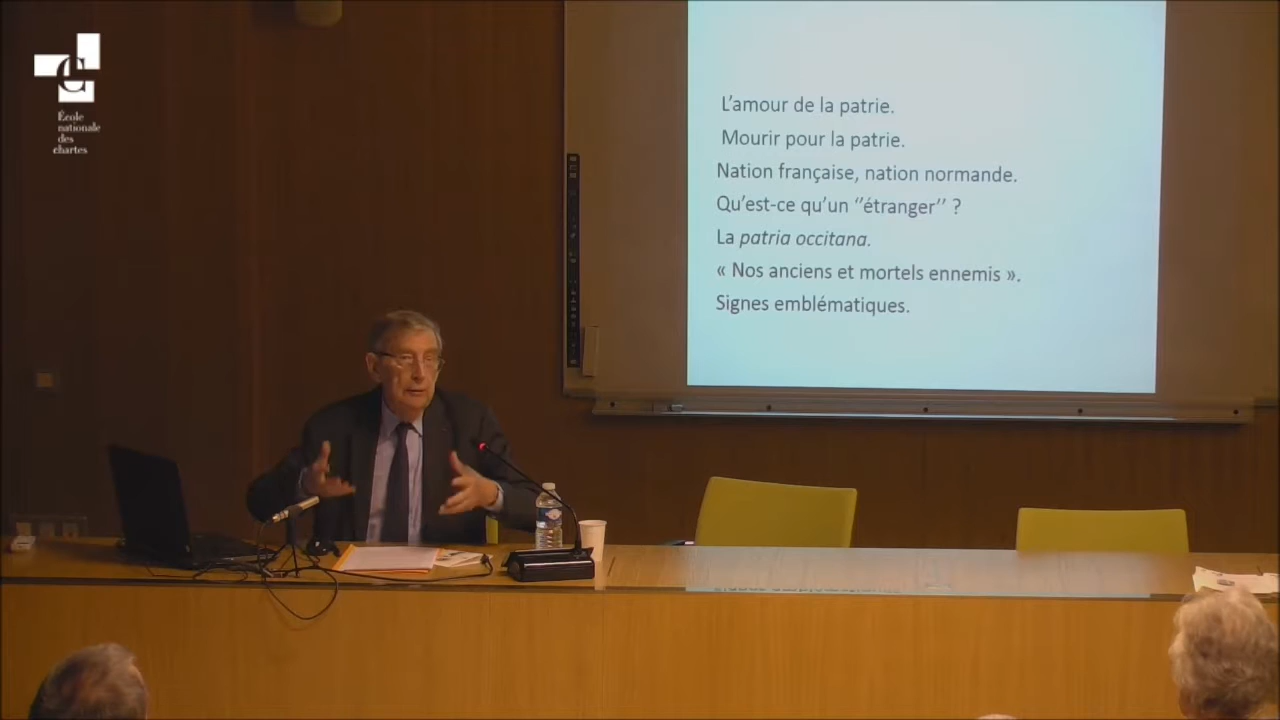 École
nationale
des
chartes
L’amour de la patrie.
Mourir pour la patrie.
Nation française, nation normande.
Qu’est-ce qu’un ‘’étranger’’ ?
La patria occitana.
« Nos anciens et mortels ennemis ».
Signes emblématiques.